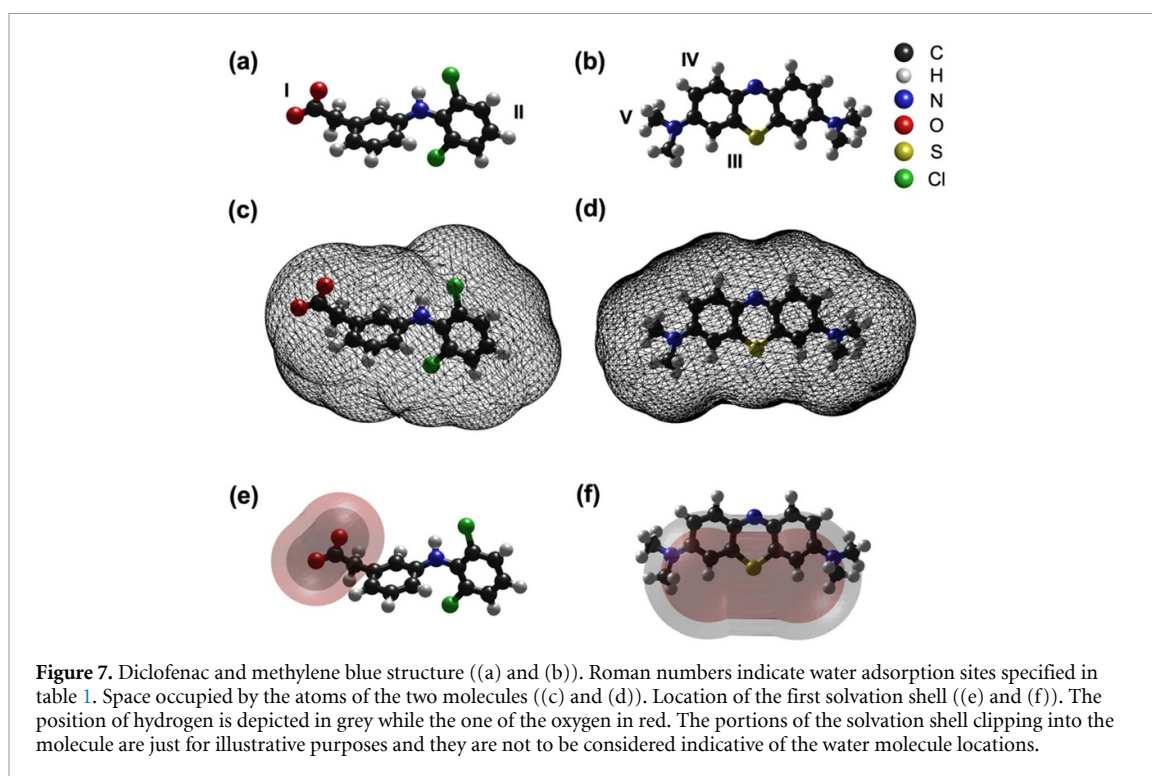 (a)
I
II
(b)
IV
V
III
C
H
N
O
S
Cl
(c)
(d)
(e)
(f)
Figure 7. Diclofenac and methylene blue structure ((a) and (b)). Roman numbers indicate water adsorption sites specified in
table 1. Space occupied by the atoms of the two molecules ((c) and (d)). Location of the first solvation shell ((e) and (f)). The
position of hydrogen is depicted in grey while the one of the oxygen in red. The portions of the solvation shell clipping into the
molecule are just for illustrative purposes and they are not to be considered indicative of the water molecule locations.